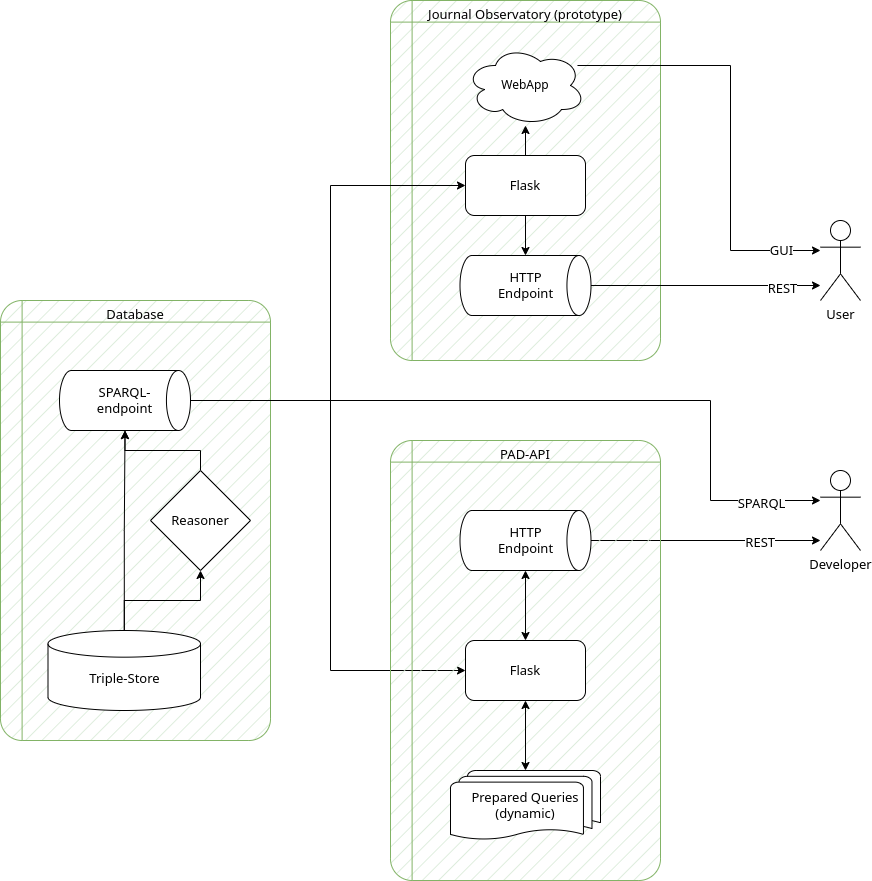 Journal Observatory (prototype)
WebApp
Flask
GUI
HTTP
Endpoint
REST
User
Database
SPARQL-
endpoint
PAD-API
Reasoner
HTTP
Endpoint
SPARQL
REST
Developer
Triple-Store
Flask
Prepared Queries
(dynamic)